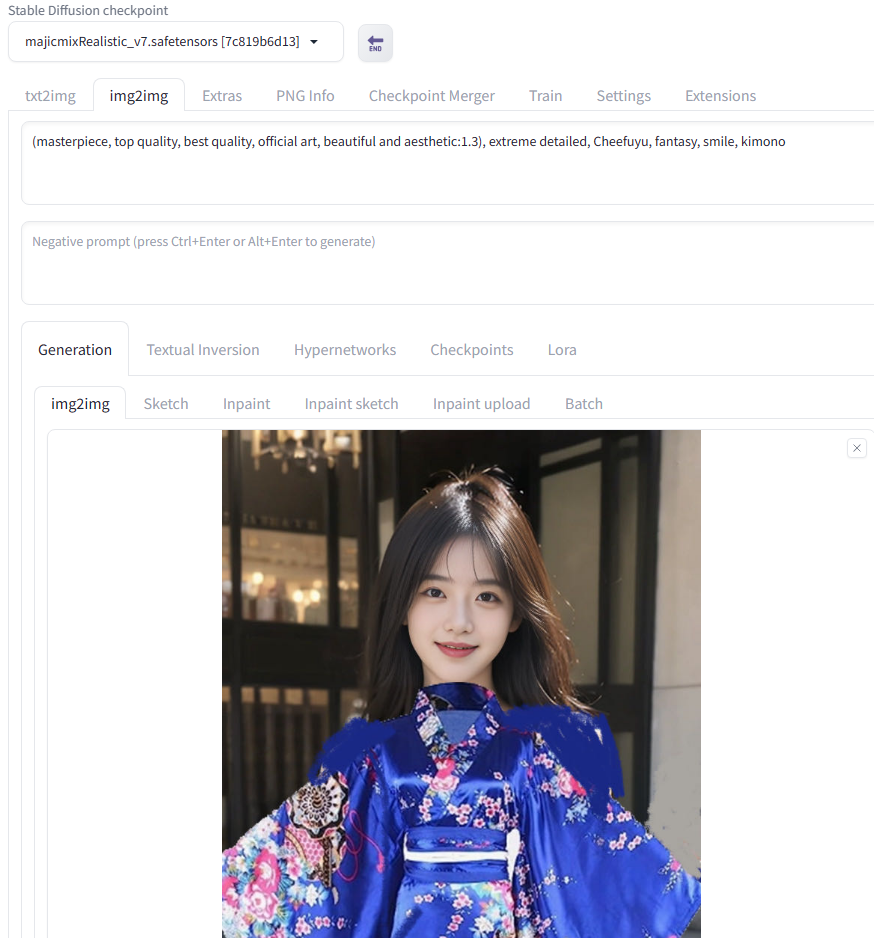 Stable Diffusion checkpoint
majicmixRealistic_v7.safetensors [7c819b6d13]
END
txt2img img2img Extras PNG Info Checkpoint Merger Train Settings Extensions
(masterpiece, top quality, best quality, official art, beautiful and aesthetic:1.3), extreme detailed, Cheefuyu, fantasy, smile, kimono
Negative prompt (press Ctrl+Enter or Alt+Enter to generate)
Generation Textual Inversion Hypernetworks Checkpoints Lora
img2img Sketch Inpaint Inpaint sketch Inpaint upload Batch